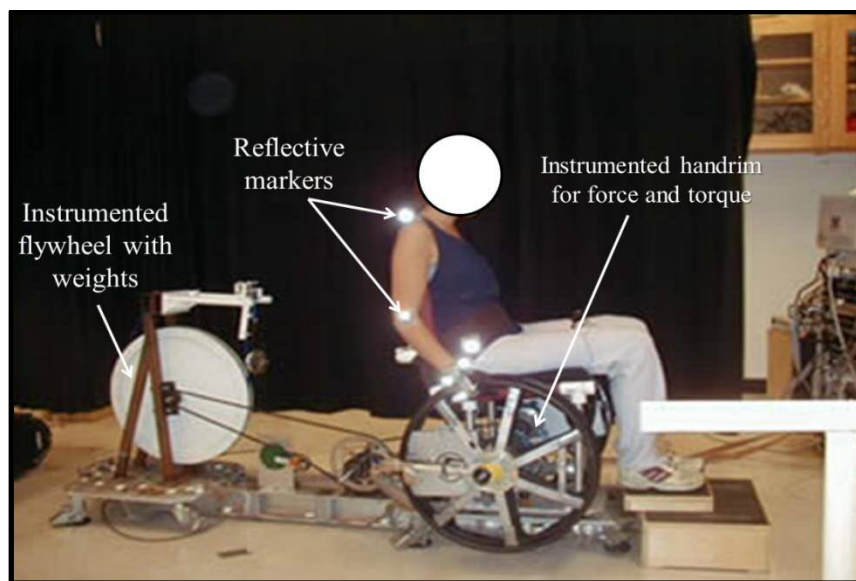 Reflective
markers
Instrumented handrim
for force and torque
Instrumented
flywheel with
weights